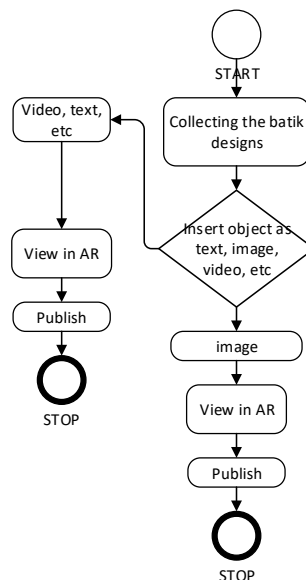 START
Collecting the batik
designs
Insert object as
text, image,
video, etc
Video, text,
etc
View in AR
Publish
STOP
image
View in AR
Publish
STOP